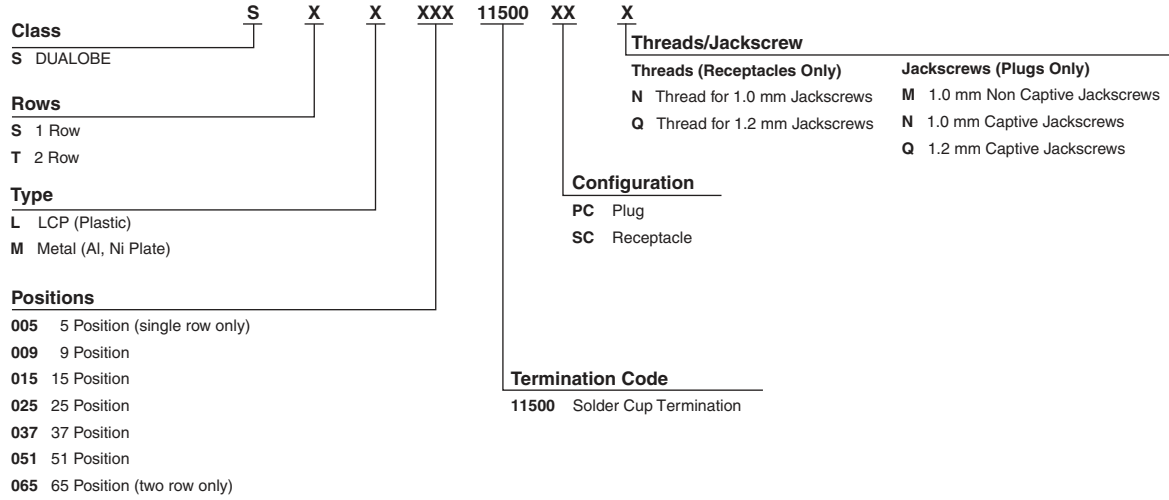 S X X XXX 11500 XX X
Class
S DUALOBE
Rows
S 1 Row
T 2 Row
Type
L LCP (Plastic)
M Metal (Al, Ni Plate)
Positions
005 5 Position (single row only)
009 9 Position
015 15 Position
025 25 Position
037 37 Position
051 51 Position
065 65 Position (two row only)
Threads/Jackscrew
Threads (Receptacles Only)
N Thread for 1.0 mm Jackscrews
Q Thread for 1.2 mm Jackscrews
Jackscrews (Plugs Only)
M 1.0 mm Non Captive Jackscrews
N 1.0 mm Captive Jackscrews
Q 1.2 mm Captive Jackscrews
Configuration
PC Plug
SC Receptacle
Termination Code
11500 Solder Cup Termination